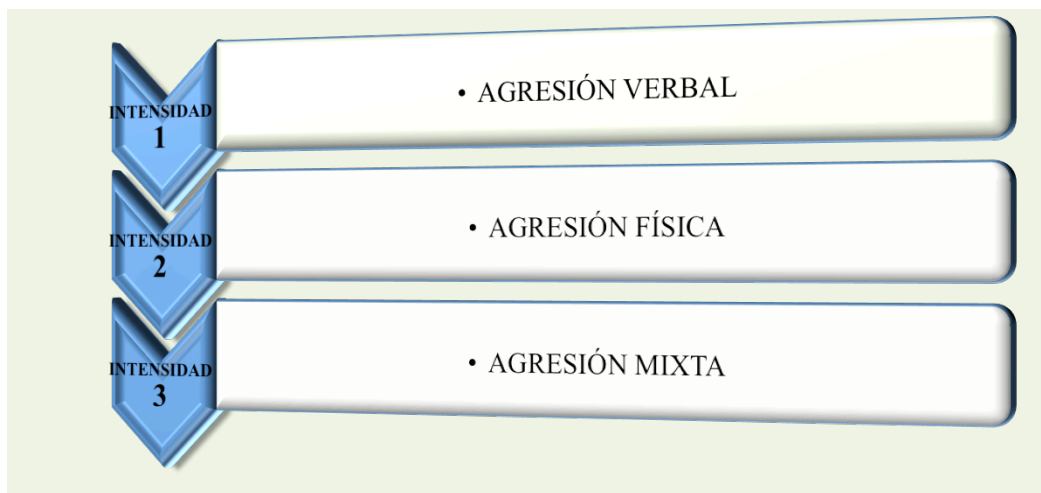 INTENSIDAD
1
• AGRESIÓN VERBAL
INTENSIDAD
2
• AGRESIÓN FÍSICA
INTENSIDAD
3
• AGRESIÓN MIXTA